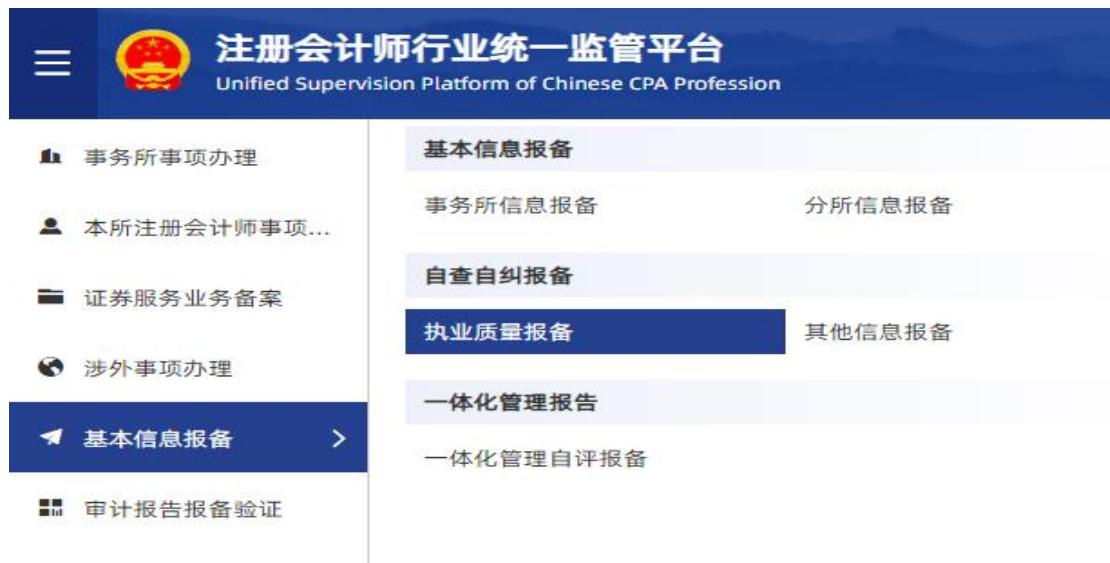 注册会计师行业统一监管平台
Unified Supervision Platform of Chinese CPA Profession
事务所事项办理
本所注册会计师事项...
证券服务业务备案
涉外事项办理
基本信息报备
审计报告报备验证
基本信息报备
事务所信息报备 分所信息报备
自查自纠报备
执业质量报备 其他信息报备
一体化管理报告
一体化管理自评报备